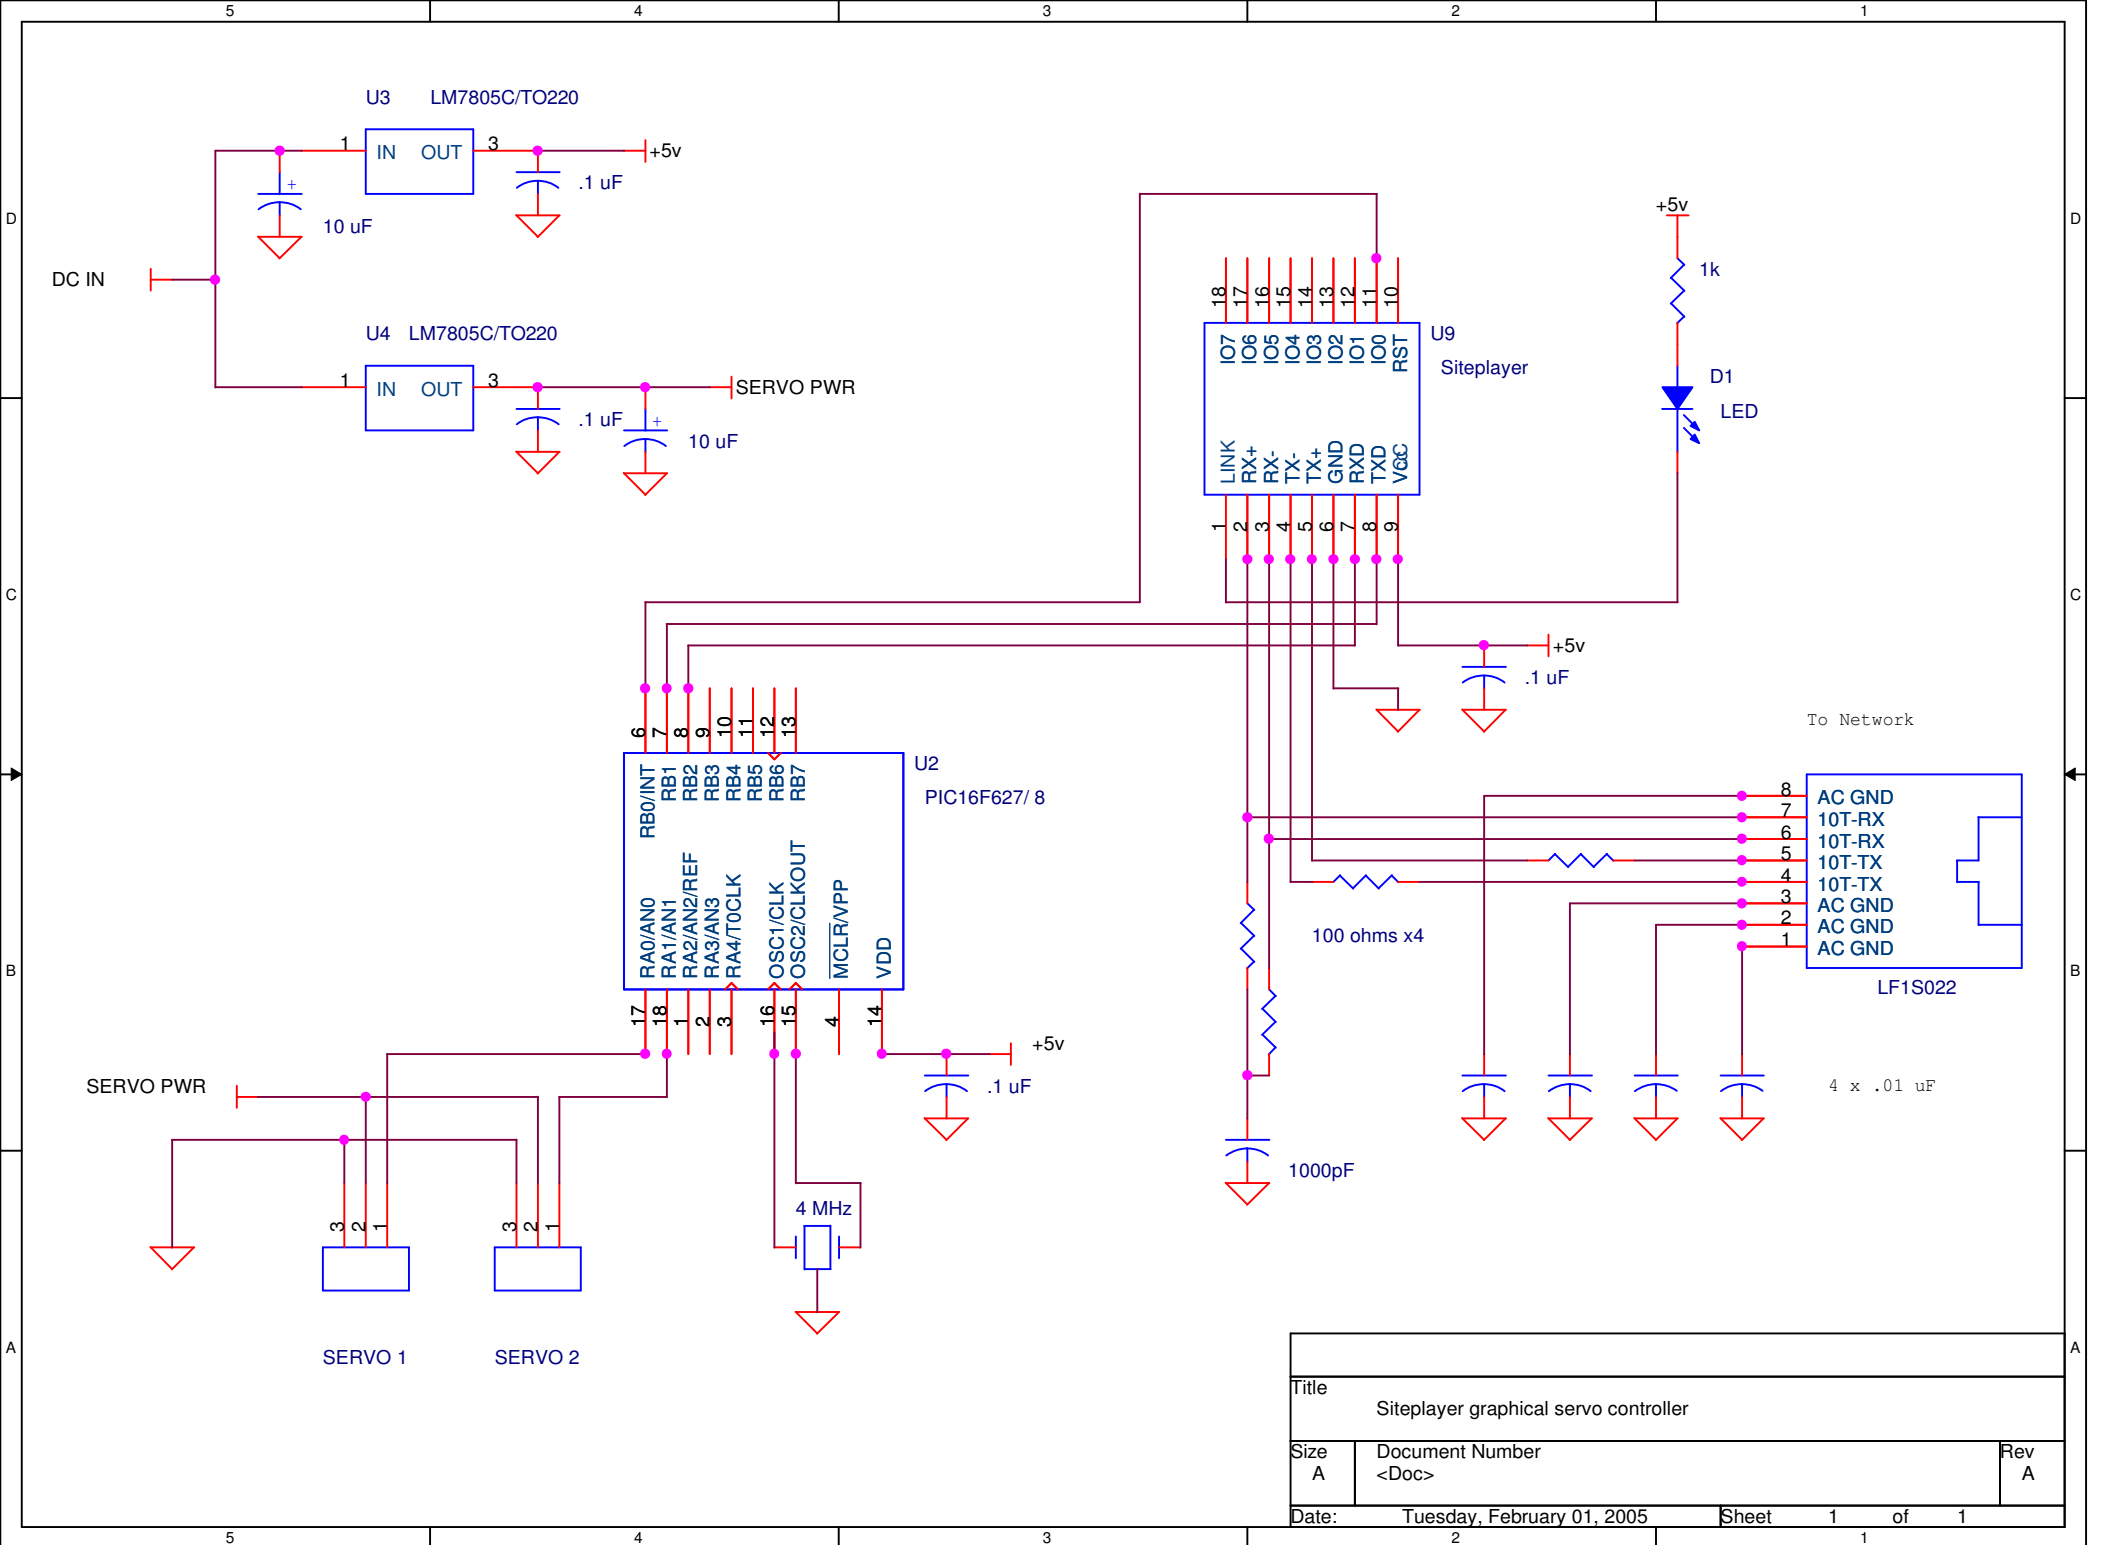 5 4 3 2 1
D
C
B
A
D
C
B
A
U3 LM7805C/TO220
1 IN OUT 3
+5v
+
10 uF
.1 uF
DC IN
U4 LM7805C/TO220
1 IN OUT 3
SERVO PWR
.1 uF
+
10 uF
18 17 16 15 14 13 12 11 10
IO7 IO6 IO5 IO4 IO3 IO2 IO1 IO0 RST
U9
Siteplayer
LINK RX+ RX- TX- TX+ GND RXD TXD VCC
1 2 3 4 5 6 7 8 9
+5v
1k
D1
LED
+5v
.1 uF
6 7 8 9 10 11 12 13
RB0/INT RB1 RB2 RB3 RB4 RB5 RB6 RB7
U2
PIC16F627/ 8
RA0/AN0 RA1/AN1 RA2/AN2/REF RA3/AN3 RA4/T0CLK OSC1/CLK OSC2/CLKOUT MCLR/VPP VDD
17 18 1 2 3 16 15 4 14
+5v
.1 uF
To Network
8 AC GND
7 10T-RX
6 10T-RX
5 10T-TX
4 10T-TX
3 AC GND
2 AC GND
1 AC GND
LF1S022
100 ohms x4
4 x .01 uF
1000pF
SERVO PWR
3 2 1
3 2 1
SERVO 1
SERVO 2
4 MHz
Title
Siteplayer graphical servo controller
Size
A
Document Number
<Doc>
Rev
A
Date: Tuesday, February 01, 2005 Sheet 1 of 1
5 4 3 2 1